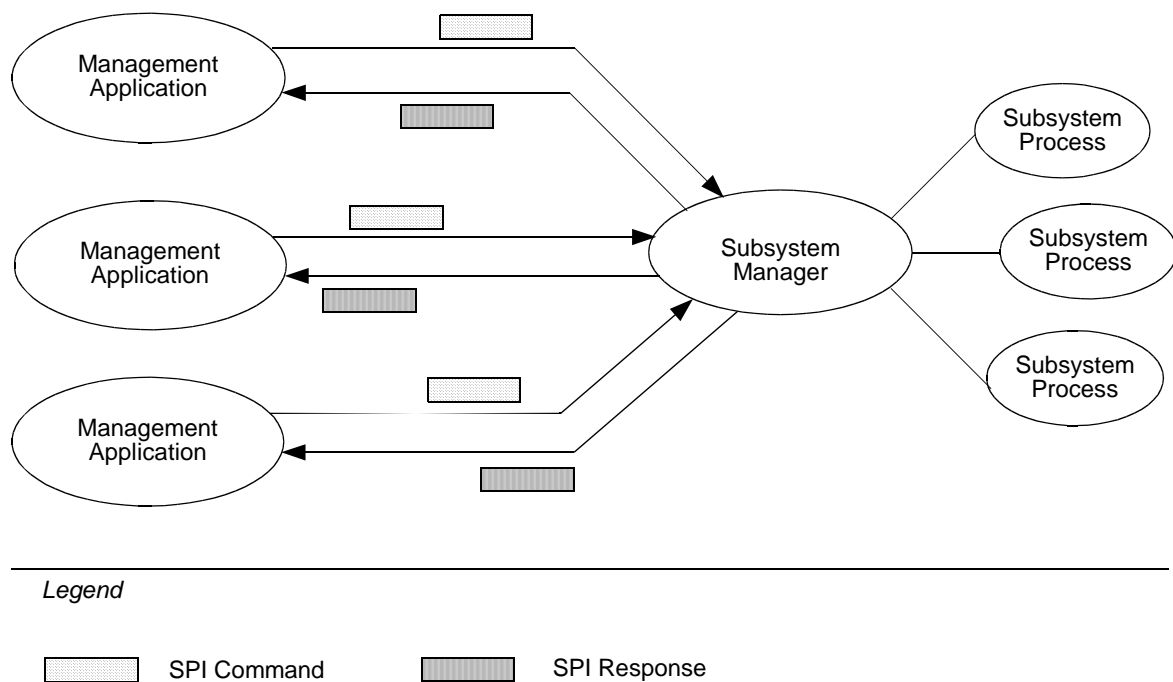 Management
Application
Subsystem
Process
Management
Application
Subsystem
Manager
Subsystem
Process
Management
Application
Subsystem
Process
Legend
SPI Command
SPI Response